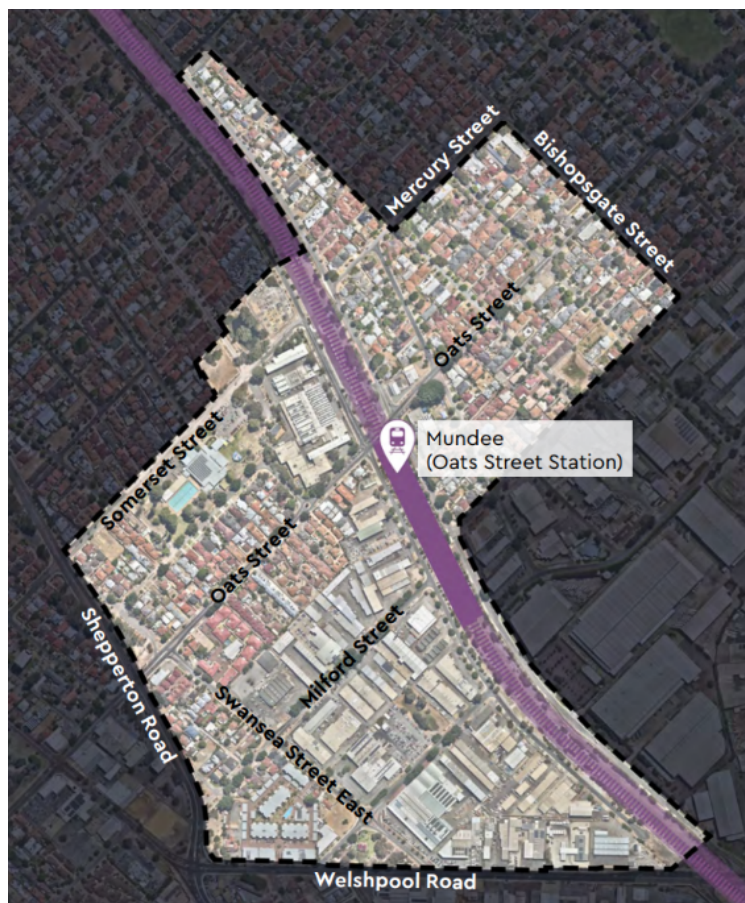 Mercury Street
Bishopsgate Street
Oats Street
Mundee
(Oats Street Station)
Somerset Street
Oats Street
Milford Street
Shepperton Road
Swansea Street East
Welshpool Road